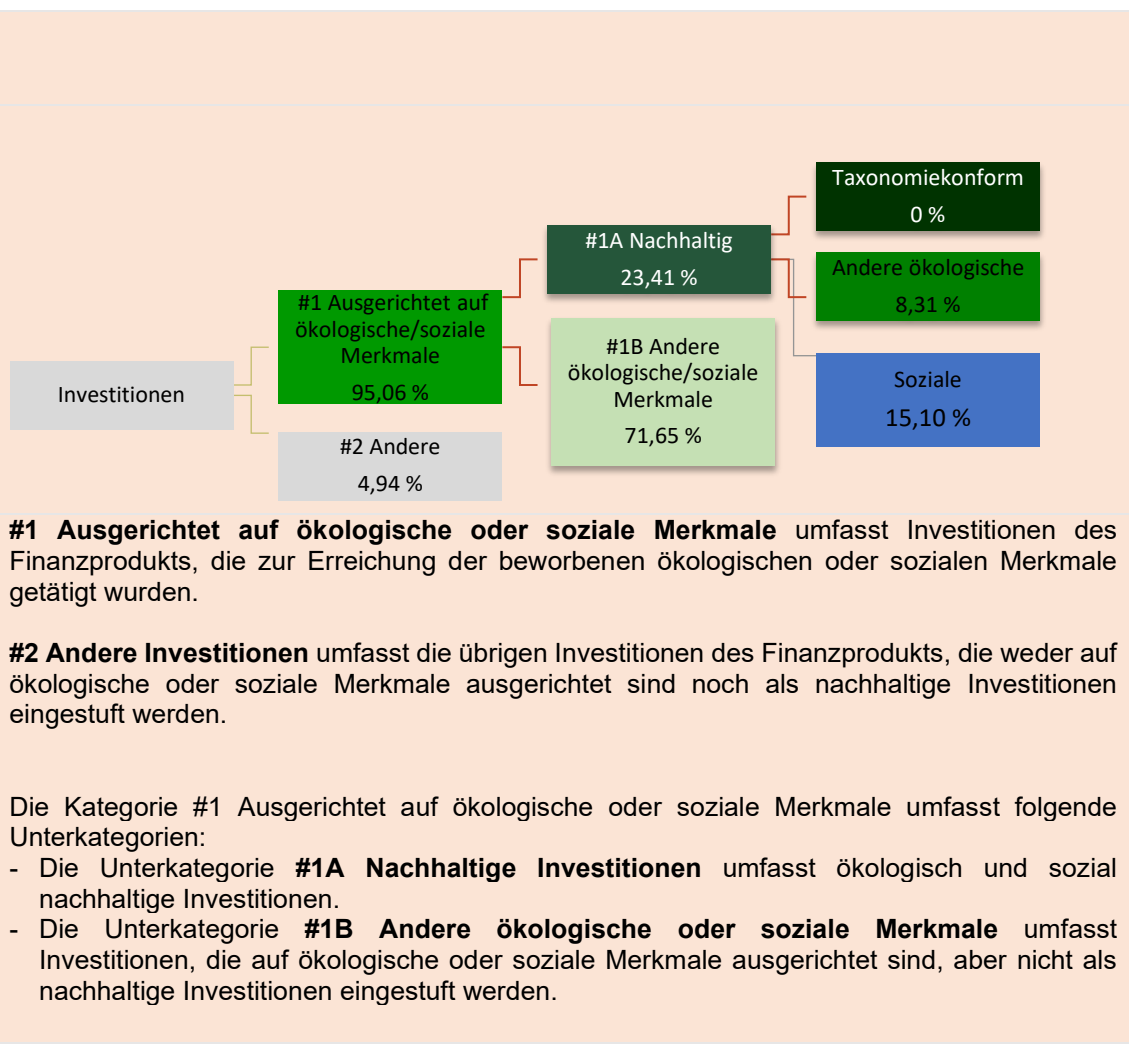 Taxonomiekonform
0 %
#1A Nachhaltig
23,41 %
Andere ökologische
8,31 %
#1 Ausgerichtet auf
ökologische/soziale
Merkmale
95,06 %
#1B Andere
ökologische/soziale
Merkmale
71,65 %
Soziale
15,10 %
Investitionen
#2 Andere
4,94 %
#1 Ausgerichtet auf ökologische oder soziale Merkmale umfasst Investitionen des
Finanzprodukts, die zur Erreichung der beworbenen ökologischen oder sozialen Merkmale
getätigt wurden.
#2 Andere Investitionen umfasst die übrigen Investitionen des Finanzprodukts, die weder auf
ökologische oder soziale Merkmale ausgerichtet sind noch als nachhaltige Investitionen
eingestuft werden.
Die Kategorie #1 Ausgerichtet auf ökologische oder soziale Merkmale umfasst folgende
Unterkategorien:
- Die Unterkategorie #1A Nachhaltige Investitionen umfasst ökologisch und sozial
nachhaltige Investitionen.
- Die Unterkategorie #1B Andere ökologische oder soziale Merkmale umfasst
Investitionen, die auf ökologische oder soziale Merkmale ausgerichtet sind, aber nicht als
nachhaltige Investitionen eingestuft werden.